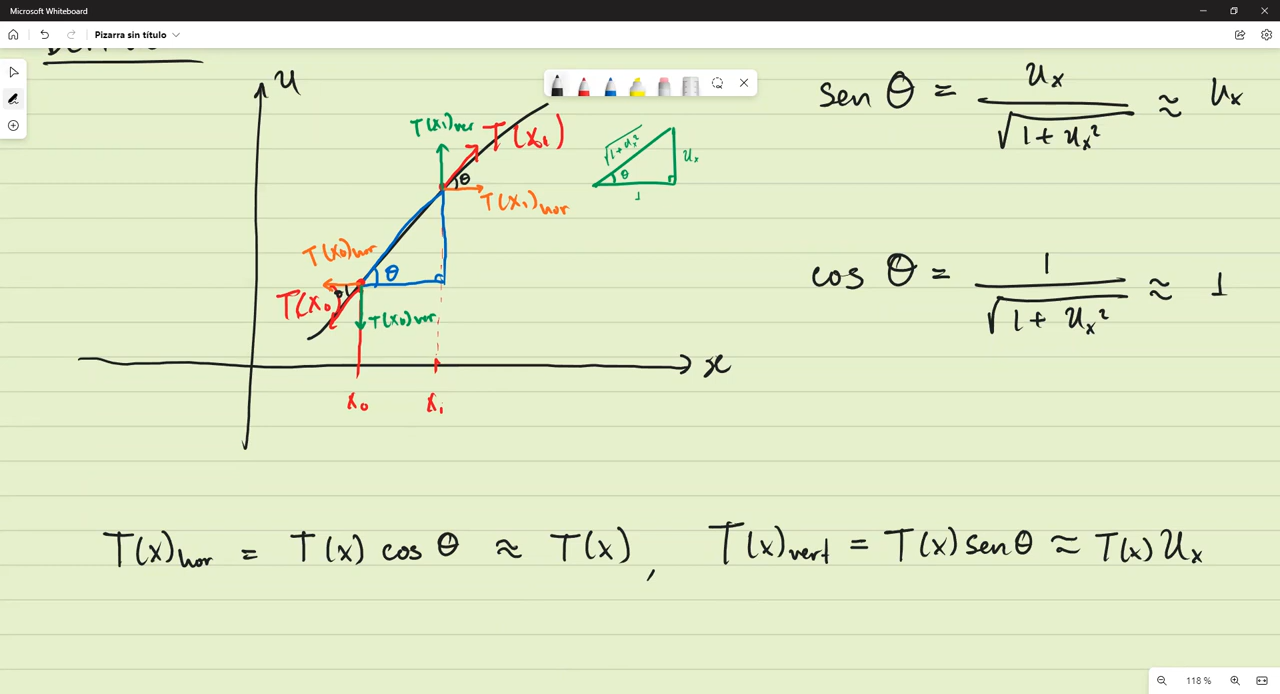 Microsoft Whiteboard
Pizarra sin título
u
T(x₁)ver
T(x₁)
θ
T(x₁)hor
√1+uₓ²
uₓ
θ
1
sen θ = uₓ / √1+uₓ² ≈ uₓ
T(x₀)hor
θ
T(x₀)
θ
T(x₀)ver
cos θ = 1 / √1+uₓ² ≈ 1
x
x₀
x₁
T(x)hor = T(x) cos θ ≈ T(x) , T(x)vert = T(x) sen θ ≈ T(x) uₓ
118 %